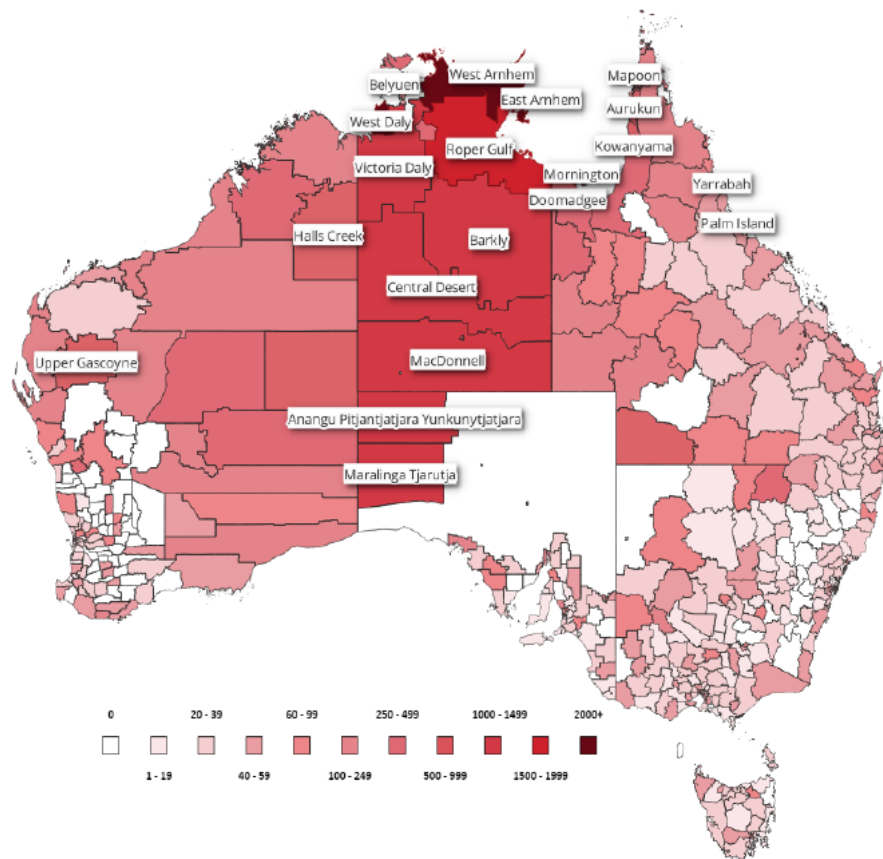 West Arnhem
Mapoon
Belyuen
East Arnhem
Aurukun
West Daly
Roper Gulf
Kowanyama
Victoria Daly
Mornington
Yarrabah
Doomadgee
Palm Island
Halls Creek
Barkly
Central Desert
Upper Gascoyne
MacDonnell
Anangu Pitjantjatjara Yunkunytjatjara
Maralinga Tjarutja
0 20 - 39 60 - 99 250 - 499 1000 - 1499 2000+
1 - 19 40 - 59 100 - 249 500 - 999 1500 - 1999